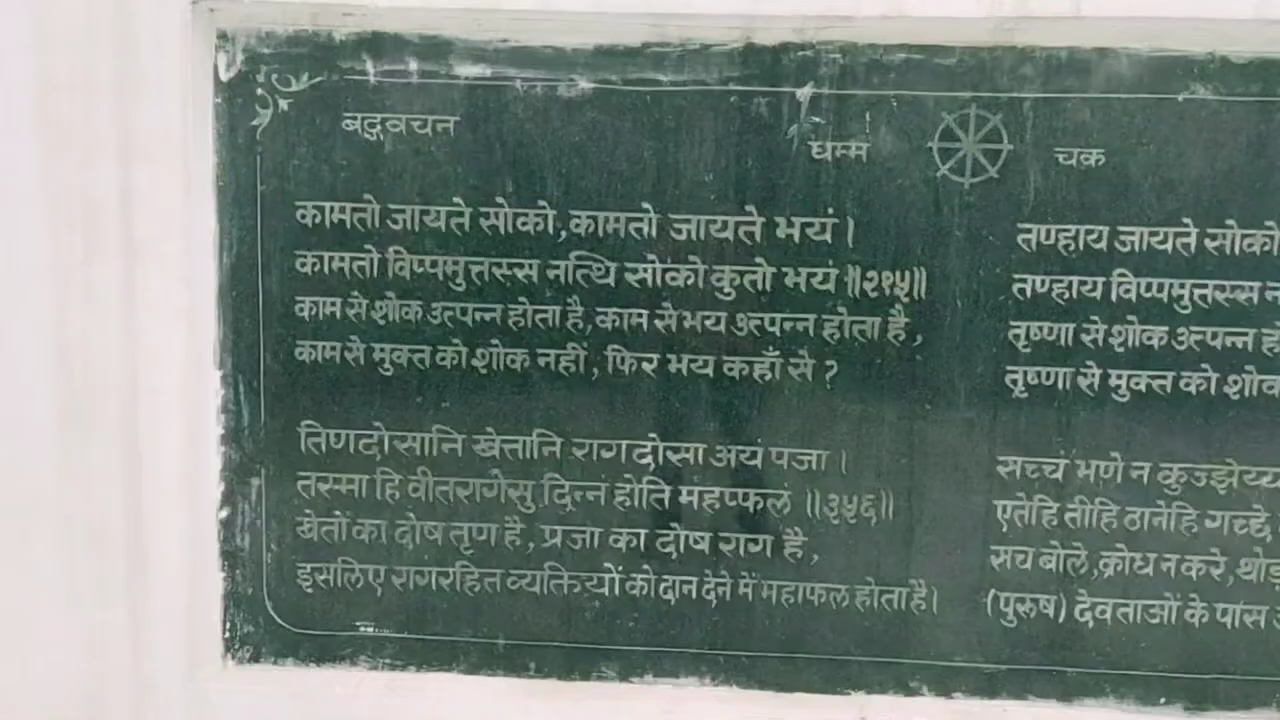 बद्धवचन
धम्मं चक्र
कामतो जायते सोको, कामतो जायते भयं।
कामतो विप्पमुत्तस्स नत्थि सोको कुतो भयं॥२१५॥
काम से शोक उत्पन्न होता है, काम से भय उत्पन्न होता है,
काम से मुक्त को शोक नहीं, फिर भय कहाँ से ?
तिणदोसानि खेतानि रागदोसा अयं पजा।
तस्मा हि वीतरागेसु दिन्नं होति महप्फलं ॥३५६॥
खेतों का दोष तृण है, प्रजा का दोष राग है,
इसलिए रागरहित व्यक्तियों को दान देने में महाफल होता है।
तण्हाय जायते सोको
तण्हाय विप्पमुत्तस्स न
तृष्णा से शोक उत्पन्न ह
तृष्णा से मुक्त को शोक
सच्चं भणे न कुज्झेय्य
एतेहि तीहि ठानेहि गच्छे
सच बोले, क्रोध न करे, थोड़
(पुरूष) देवताओं के पास